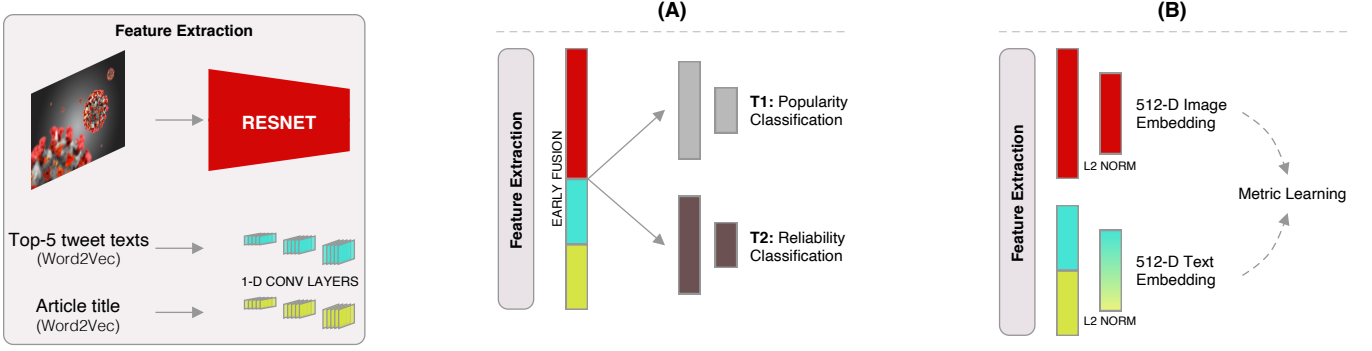 Feature Extraction
RESNET
Top-5 tweet texts
(Word2Vec)
1-D CONV LAYERS
Article title
(Word2Vec)
(A)
Feature Extraction
EARLY FUSION
T1: Popularity
Classification
T2: Reliability
Classification
(B)
Feature Extraction
512-D Image
Embedding
L2 NORM
Metric Learning
512-D Text
Embedding
L2 NORM